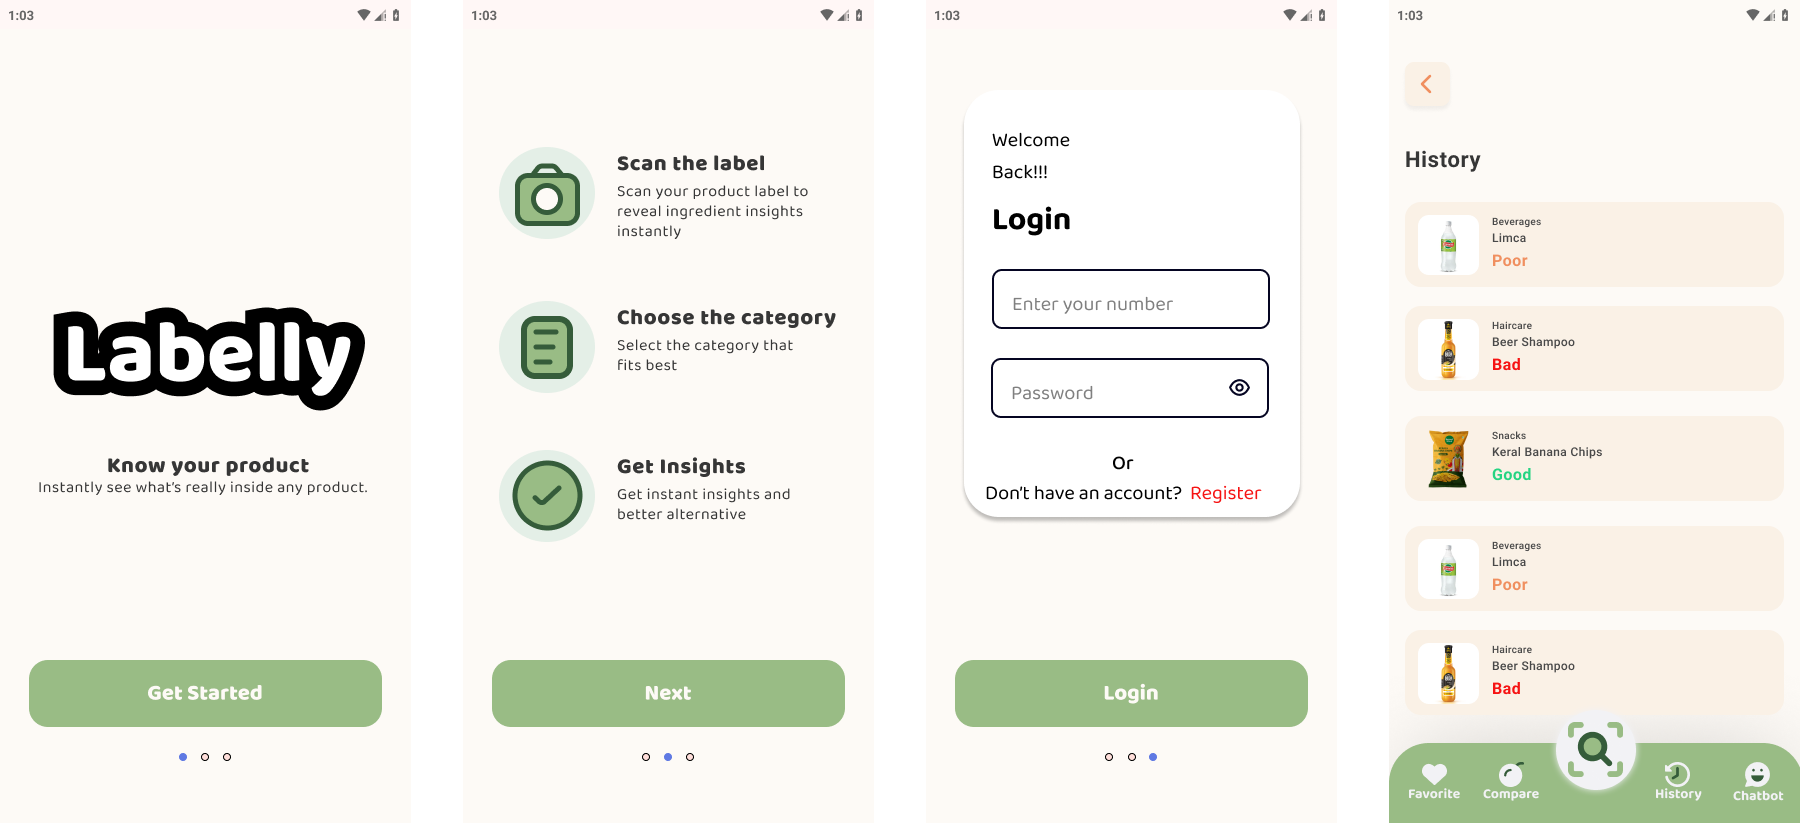 1:03
Labelly
Know your product
Instantly see what's really inside any product.
Get Started
1:03
Scan the label
Scan your product label to
reveal ingredient insights
instantly
Choose the category
Select the category that
fits best
Get Insights
Get instant insights and
better alternative
Next
1:03
Welcome
Back!!!
Login
Enter your number
Password
Or
Don't have an account? Register
Login
1:03
History
Beverages
Limca
Poor
Haircare
Beer Shampoo
Bad
Snacks
Keral Banana Chips
Good
Beverages
Limca
Poor
Haircare
Beer Shampoo
Bad
Favorite
Compare
History
Chatbot